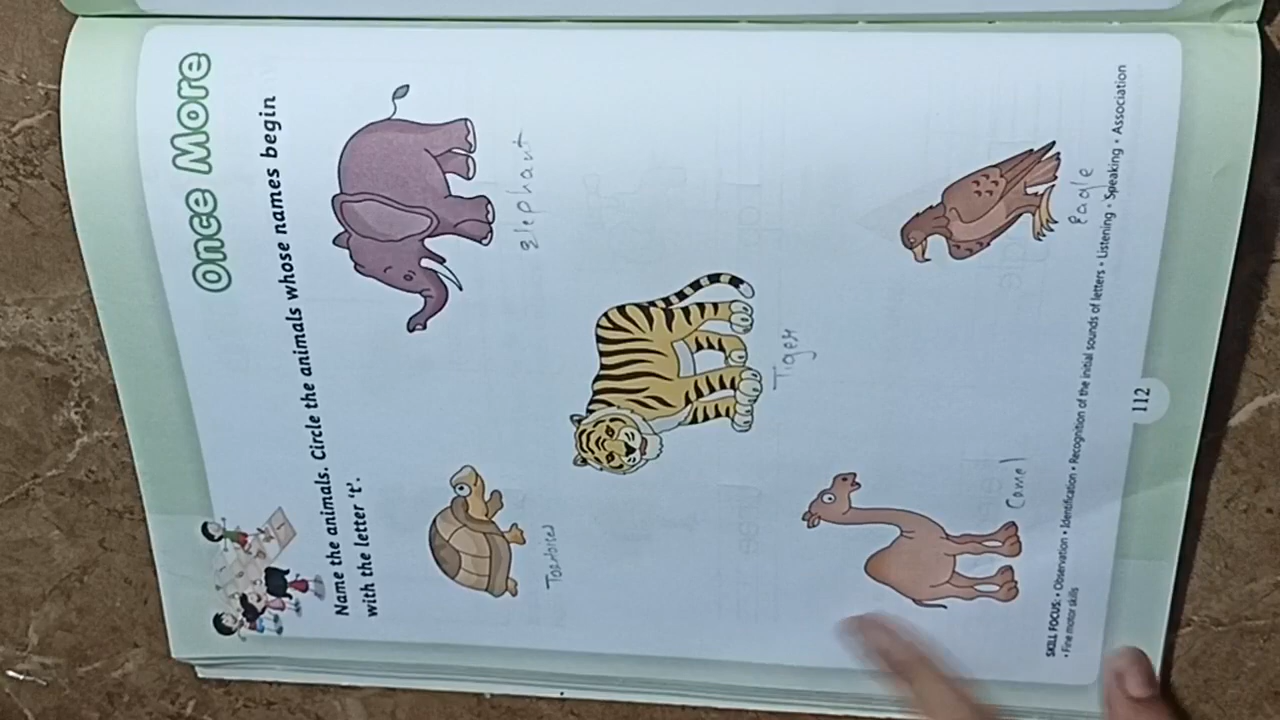 Once More
Name the animals. Circle the animals whose names begin
with the letter ‘t’.
elephant
Tiger
Camel
eagle
SKILL FOCUS: • Observation • Identification • Recognition of the initial sounds of letters • Listening • Speaking • Association
• Fine motor skills
112